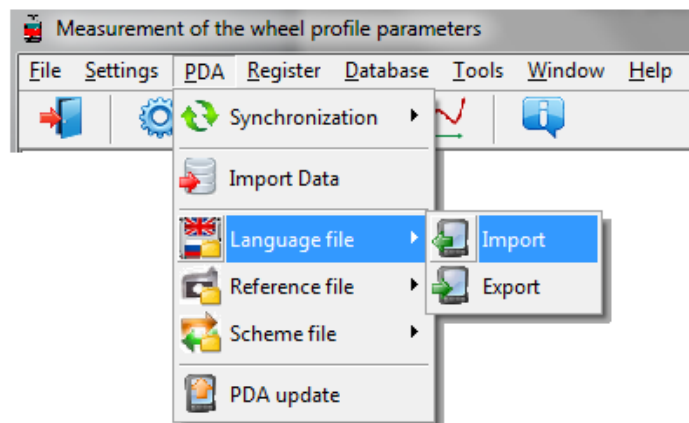 Measurement of the wheel profile parameters
File Settings PDA Register Database Tools Window Help
Synchronization
Import Data
Language file
Import
Reference file
Export
Scheme file
PDA update